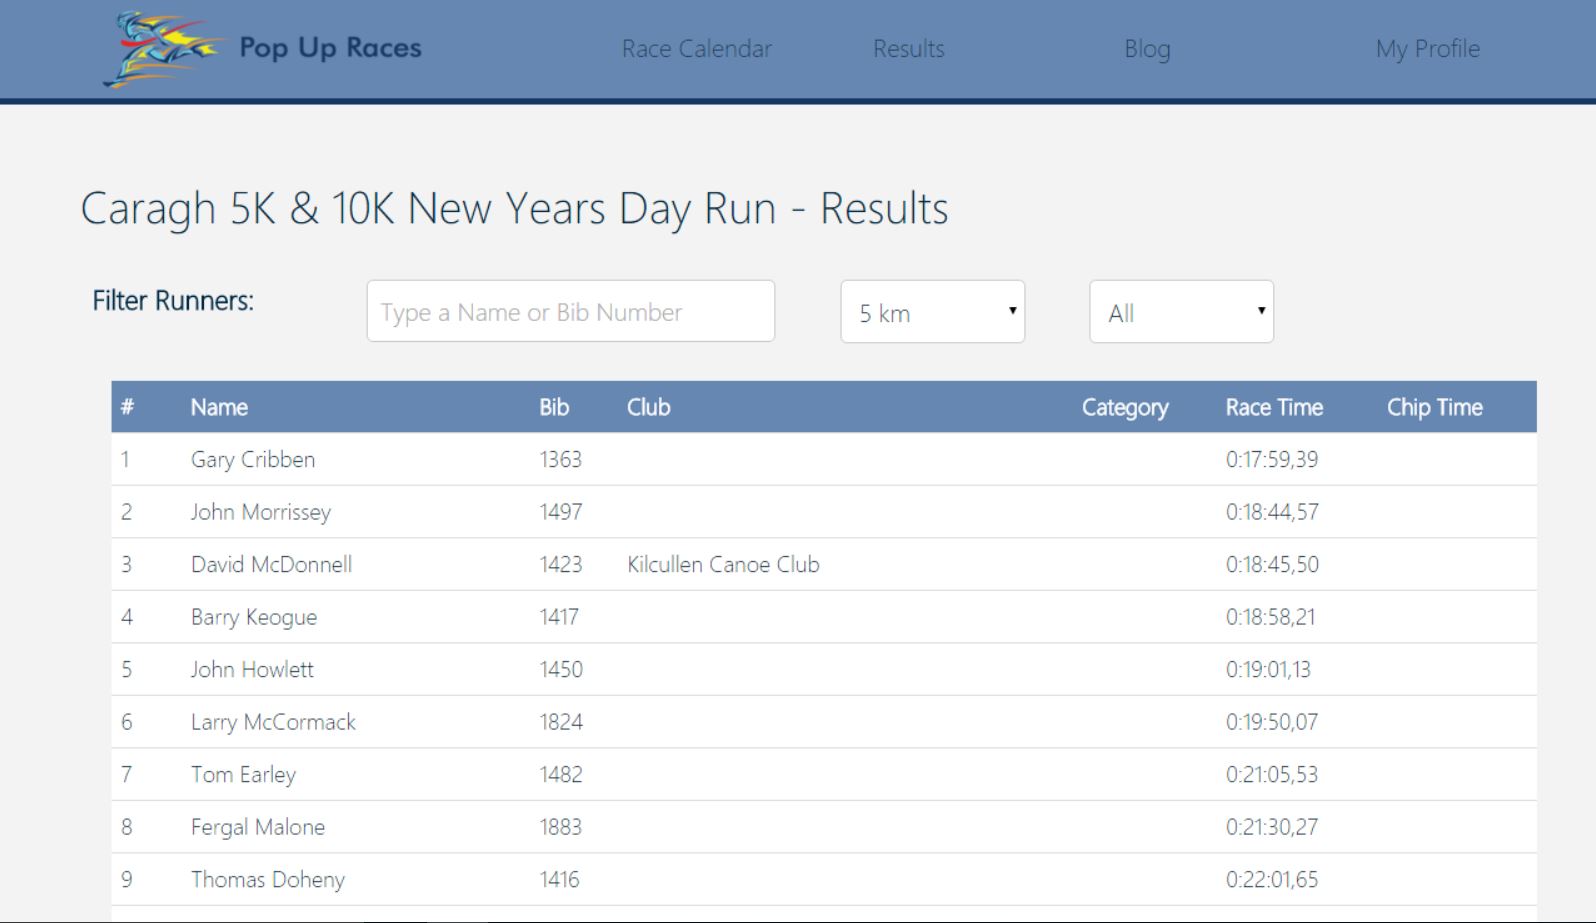 Pop Up Races Race Calendar Results Blog My Profile
Caragh 5K & 10K New Years Day Run - Results
Filter Runners: Type a Name or Bib Number 5 km All
# Name Bib Club Category Race Time Chip Time
1 Gary Cribben 1363 0:17:59,39
2 John Morrissey 1497 0:18:44,57
3 David McDonnell 1423 Kilcullen Canoe Club 0:18:45,50
4 Barry Keogue 1417 0:18:58,21
5 John Howlett 1450 0:19:01,13
6 Larry McCormack 1824 0:19:50,07
7 Tom Earley 1482 0:21:05,53
8 Fergal Malone 1883 0:21:30,27
9 Thomas Doheny 1416 0:22:01,65